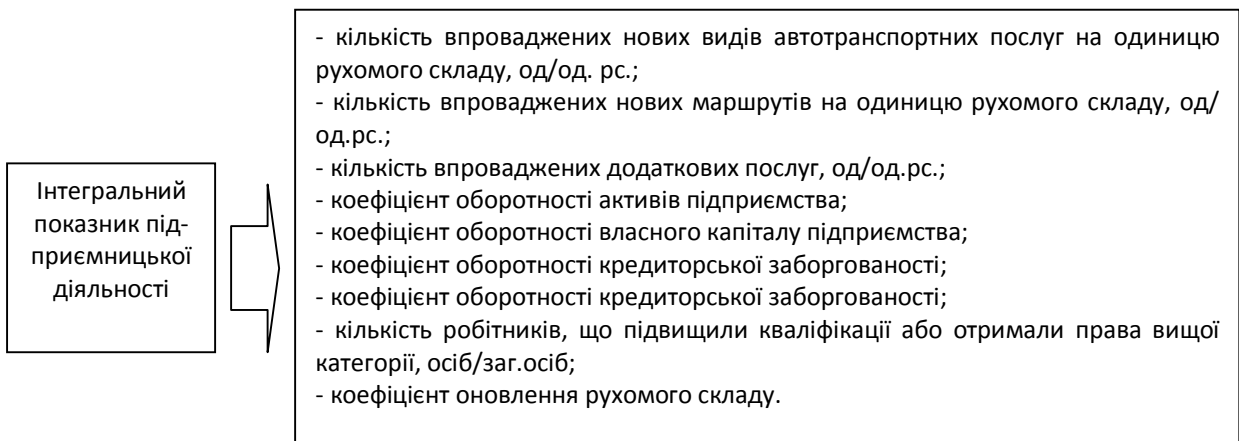 Інтегральний
показник під-
приємницької
діяльності
- кількість впроваджених нових видів автотранспортних послуг на одиницю
рухомого складу, од/од. рс.;
- кількість впроваджених нових маршрутів на одиницю рухомого складу, од/
од.рс.;
- кількість впроваджених додаткових послуг, од/од.рс.;
- коефіцієнт оборотності активів підприємства;
- коефіцієнт оборотності власного капіталу підприємства;
- коефіцієнт оборотності кредиторської заборгованості;
- коефіцієнт оборотності кредиторської заборгованості;
- кількість робітників, що підвищили кваліфікації або отримали права вищої
категорії, осіб/заг.осіб;
- коефіцієнт оновлення рухомого складу.